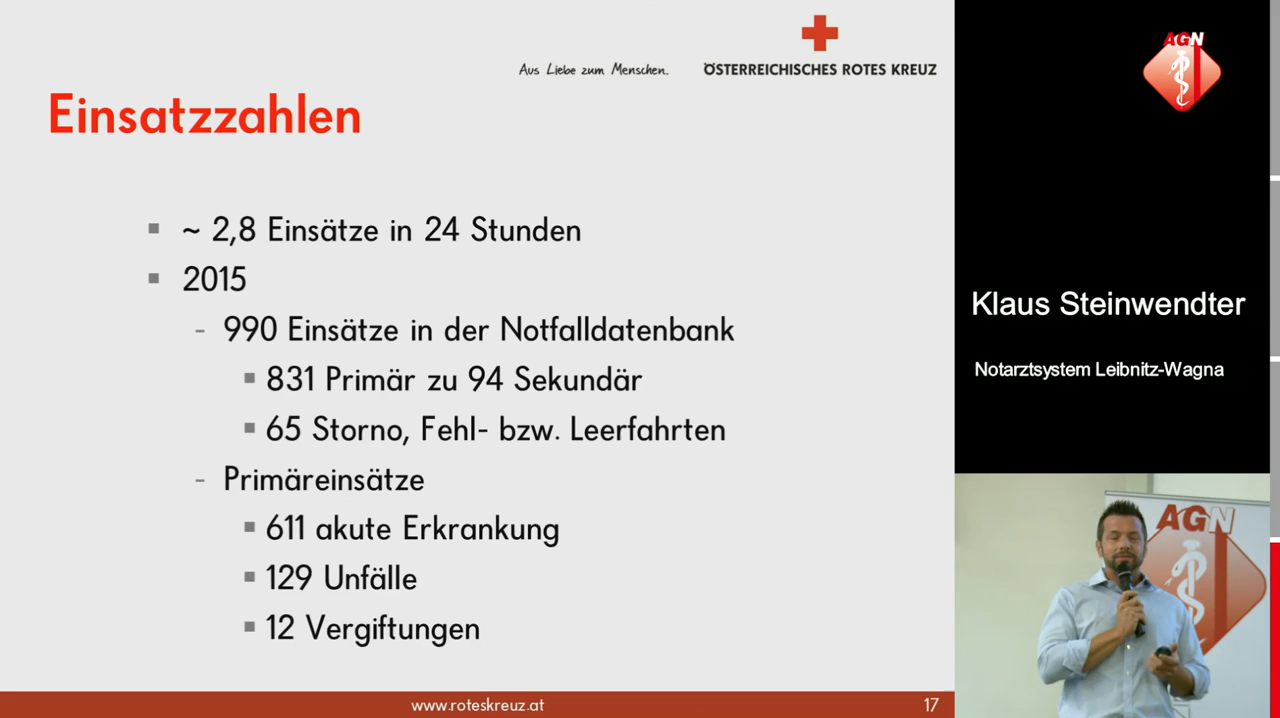 Aus Liebe zum Menschen.
ÖSTERREICHISCHES ROTES KREUZ
Einsatzzahlen
~ 2,8 Einsätze in 24 Stunden
2015
- 990 Einsätze in der Notfalldatenbank
831 Primär zu 94 Sekundär
65 Storno, Fehl- bzw. Leerfahrten
- Primäreinsätze
611 akute Erkrankung
129 Unfälle
12 Vergiftungen
www.roteskreuz.at
17
AGN
Klaus Steinwendter
Notarztsystem Leibnitz-Wagna
AGN